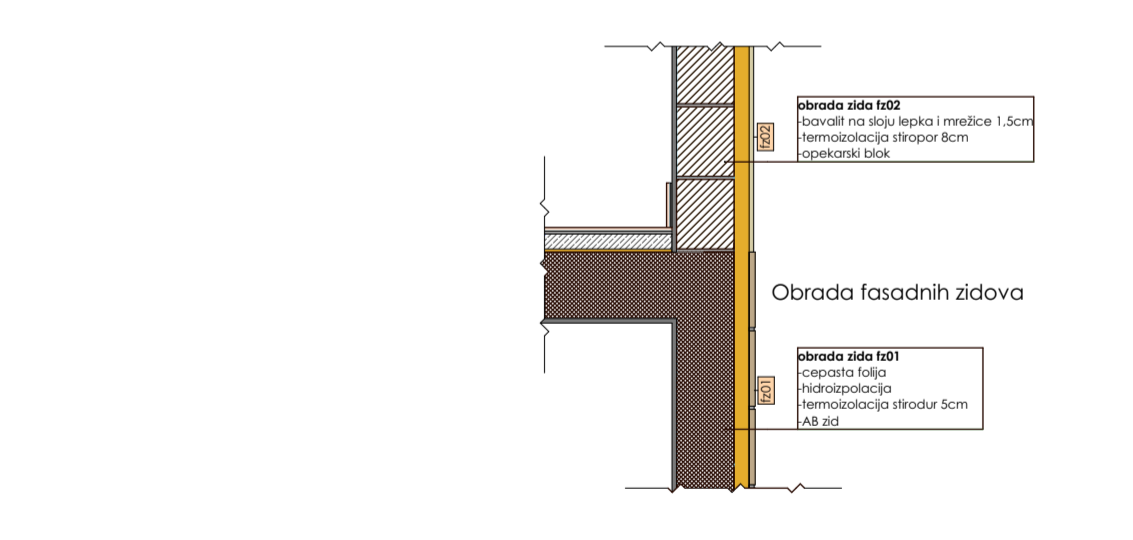 obrada zida fz02
-bavalit na sloju lepka i mrežice 1,5cm
-termoizolacija stiropor 8cm
-opekarski blok
fz02
Obrada fasadnih zidova
obrada zida fz01
-cepasta folija
-hidroizpolacija
-termoizolacija stirodur 5cm
-AB zid
fz01